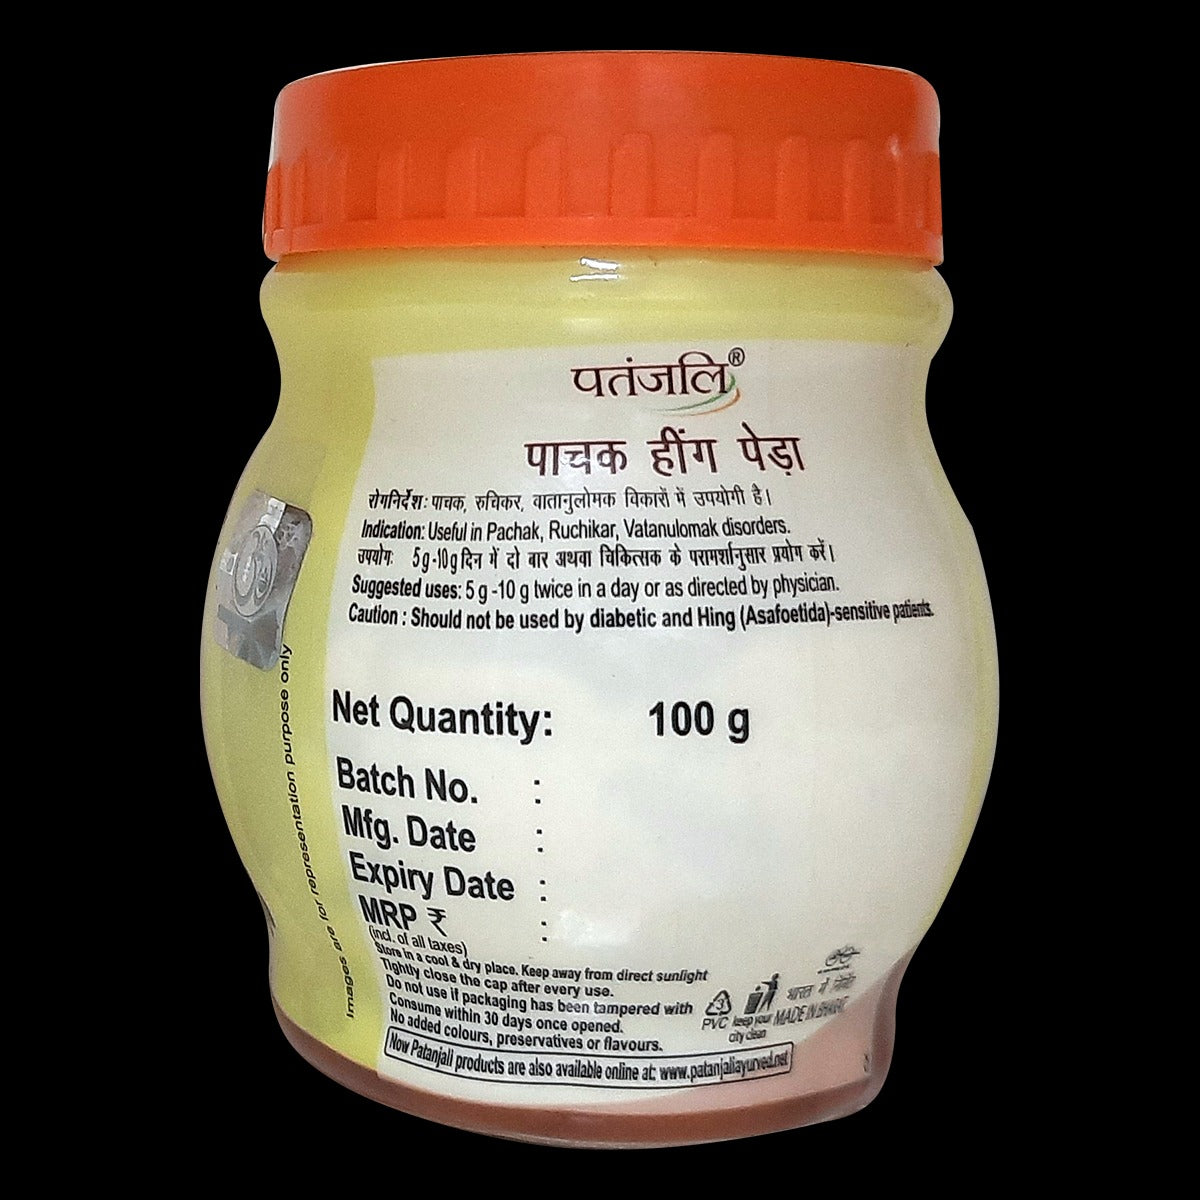 पतंजलि®
पाचक हींग पेड़ा
रोगनिर्देशः पाचक, रुचिकर, वातानुलोमक विकारों में उपयोगी है।
Indication: Useful in Pachak, Ruchikar, Vatanulomak disorders.
उपयोगः 5g-10g दिन में दो बार अथवा चिकित्सक के परामर्शानुसार प्रयोग करें।
Suggested uses: 5 g -10 g twice in a day or as directed by physician.
Caution : Should not be used by diabetic and Hing (Asafoetida)-sensitive patients.
Net Quantity: 100 g
Batch No. :
Mfg. Date :
Expiry Date :
MRP ₹ :
(incl. of all taxes)
Store in a cool & dry place. Keep away from direct sunlight
Tightly close the cap after every use.
Do not use if packaging has been tampered with
Consume within 30 days once opened.
No added colours, preservatives or flavours.
Now Patanjali products are also available online at: www.patanjaliayurved.net
3
PVC
keep your
city clean
भारत में निर्मित
MADE IN BHARAT
Images are for representation purpose only